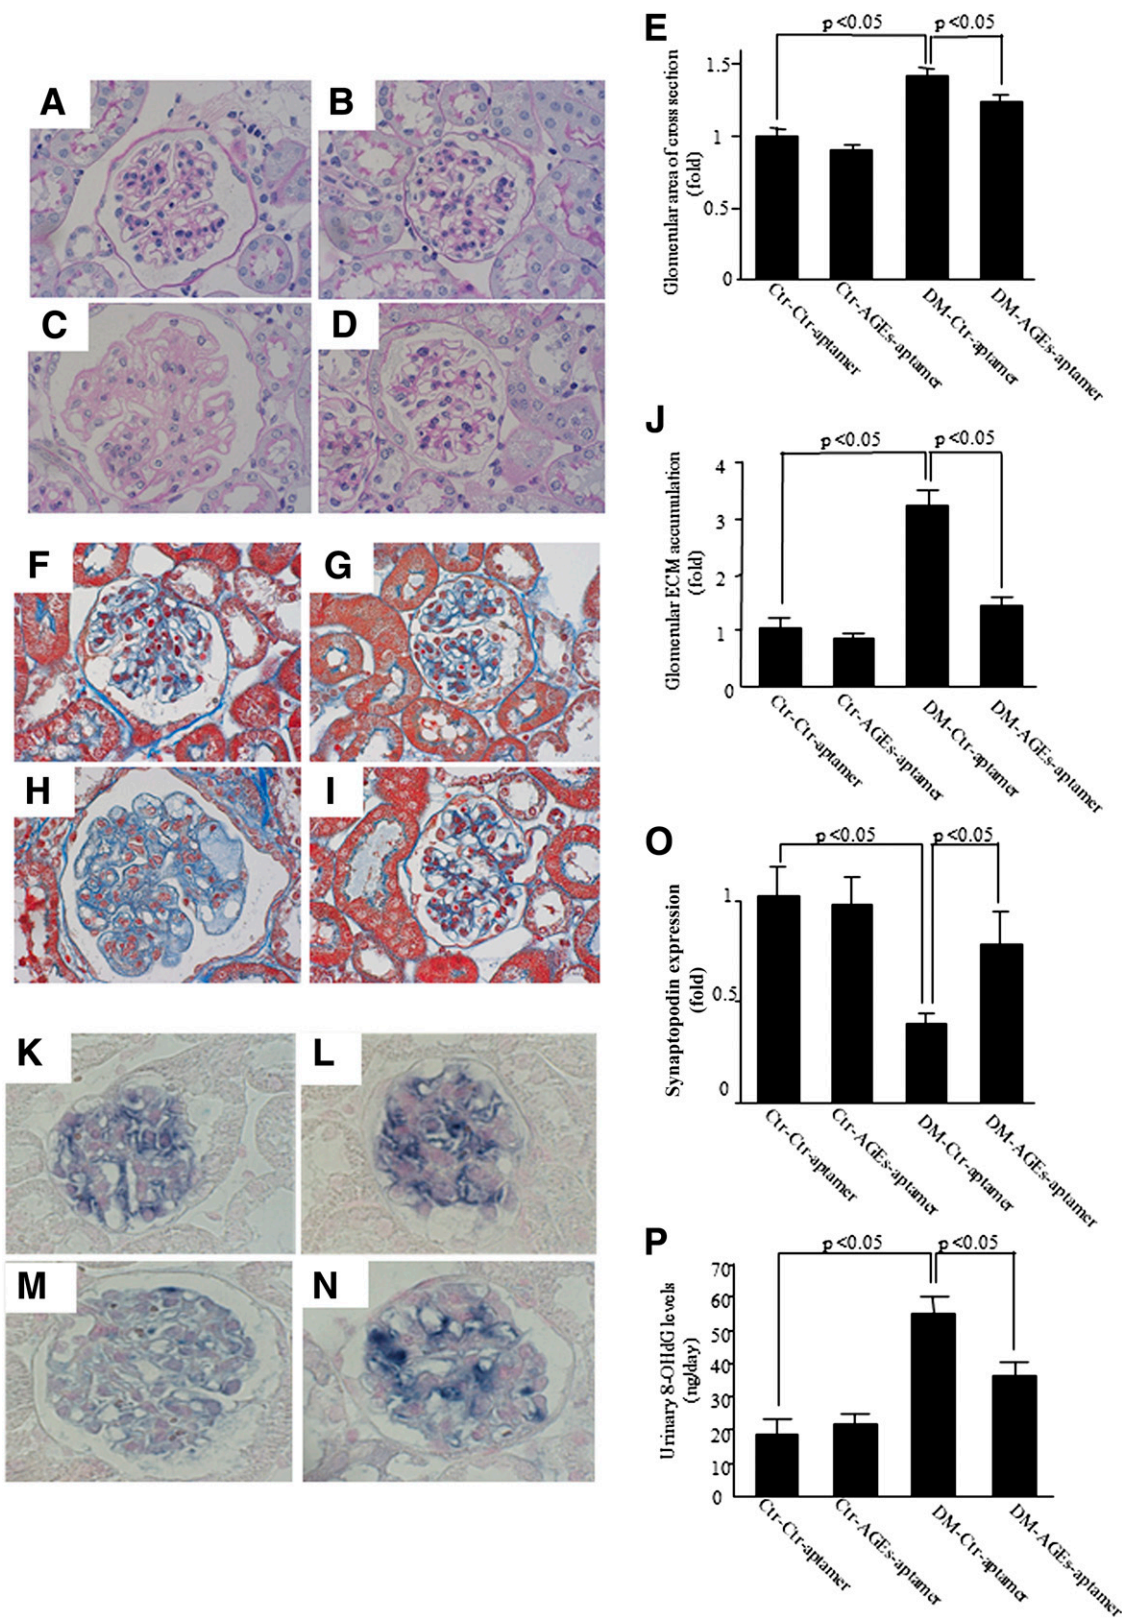 A
B
C
D
E
p <0.05
p <0.05
Glomerular area of cross section
(fold)
1.5
1
0.5
0
Ctr-Ctr-aptamer
Ctr-AGEs-aptamer
DM-Ctr-aptamer
DM-AGEs-aptamer
F
G
H
I
J
p <0.05
p <0.05
Glomerular ECM accumulation
(fold)
4
3
2
1
0
Ctr-Ctr-aptamer
Ctr-AGEs-aptamer
DM-Ctr-aptamer
DM-AGEs-aptamer
K
L
M
N
O
p <0.05
p <0.05
Synaptopodin expression
(fold)
1
0.5
0
Ctr-Ctr-aptamer
Ctr-AGEs-aptamer
DM-Ctr-aptamer
DM-AGEs-aptamer
P
p <0.05
p <0.05
Urinary 8-OHdG levels
(ng/day)
70
60
50
40
30
20
10
0
Ctr-Ctr-aptamer
Ctr-AGEs-aptamer
DM-Ctr-aptamer
DM-AGEs-aptamer